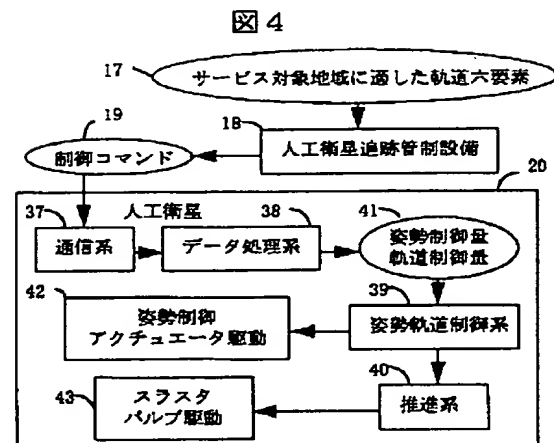 図4
17
サービス対象地域に適した軌道六要素
19
18
制御コマンド
人工衛星追跡管制設備
20
37
人工衛星
38
41
通信系
データ処理系
姿勢制御量
軌道制御量
42
39
姿勢制御
アクチュエータ駆動
姿勢軌道制御系
40
43
スラスタ
バルブ駆動
推進系